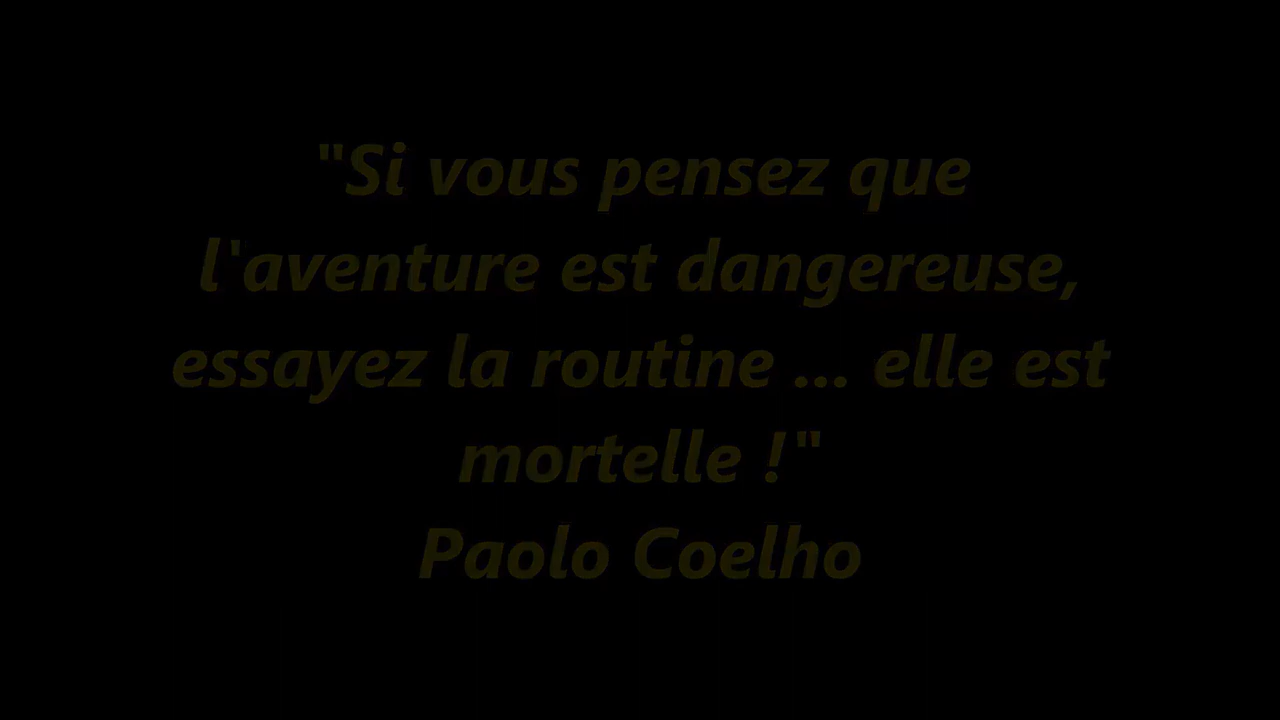 "Si vous pensez que
l'aventure est dangereuse,
essayez la routine ... elle est
mortelle !"
Paolo Coelho